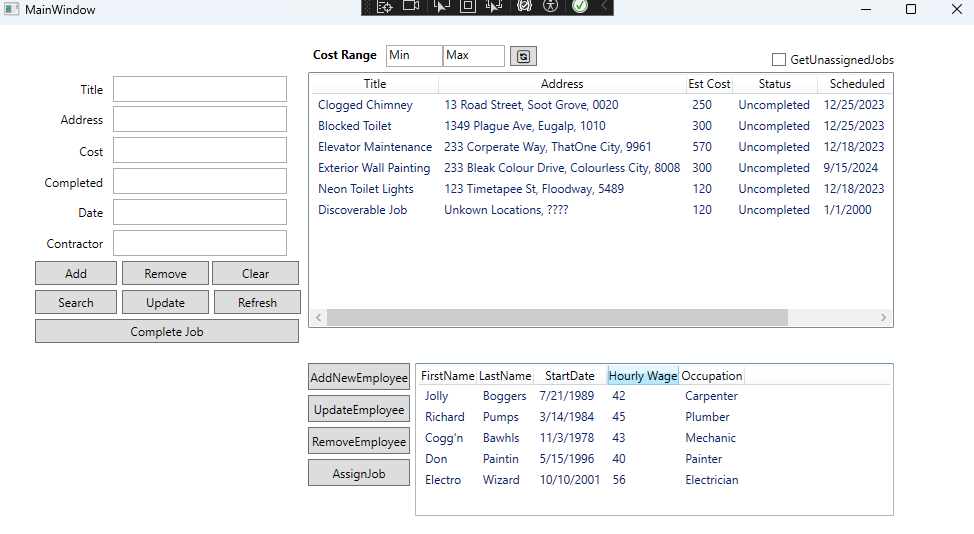 MainWindow
Cost Range Min Max
GetUnassignedJobs
Title
Address
Cost
Completed
Date
Contractor
Add Remove Clear
Search Update Refresh
Complete Job
Title Address Est Cost Status Scheduled
Clogged Chimney 13 Road Street, Soot Grove, 0020 250 Uncompleted 12/25/2023
Blocked Toilet 1349 Plague Ave, Eugalp, 1010 300 Uncompleted 12/25/2023
Elevator Maintenance 233 Corperate Way, ThatOne City, 9961 570 Uncompleted 12/18/2023
Exterior Wall Painting 233 Bleak Colour Drive, Colourless City, 8008 300 Uncompleted 9/15/2024
Neon Toilet Lights 123 Timetapee St, Floodway, 5489 120 Uncompleted 12/18/2023
Discoverable Job Unkown Locations, ???? 120 Uncompleted 1/1/2000
AddNewEmployee
UpdateEmployee
RemoveEmployee
AssignJob
FirstName LastName StartDate Hourly Wage Occupation
Jolly Boggers 7/21/1989 42 Carpenter
Richard Pumps 3/14/1984 45 Plumber
Cogg'n Bawhls 11/3/1978 43 Mechanic
Don Paintin 5/15/1996 40 Painter
Electro Wizard 10/10/2001 56 Electrician